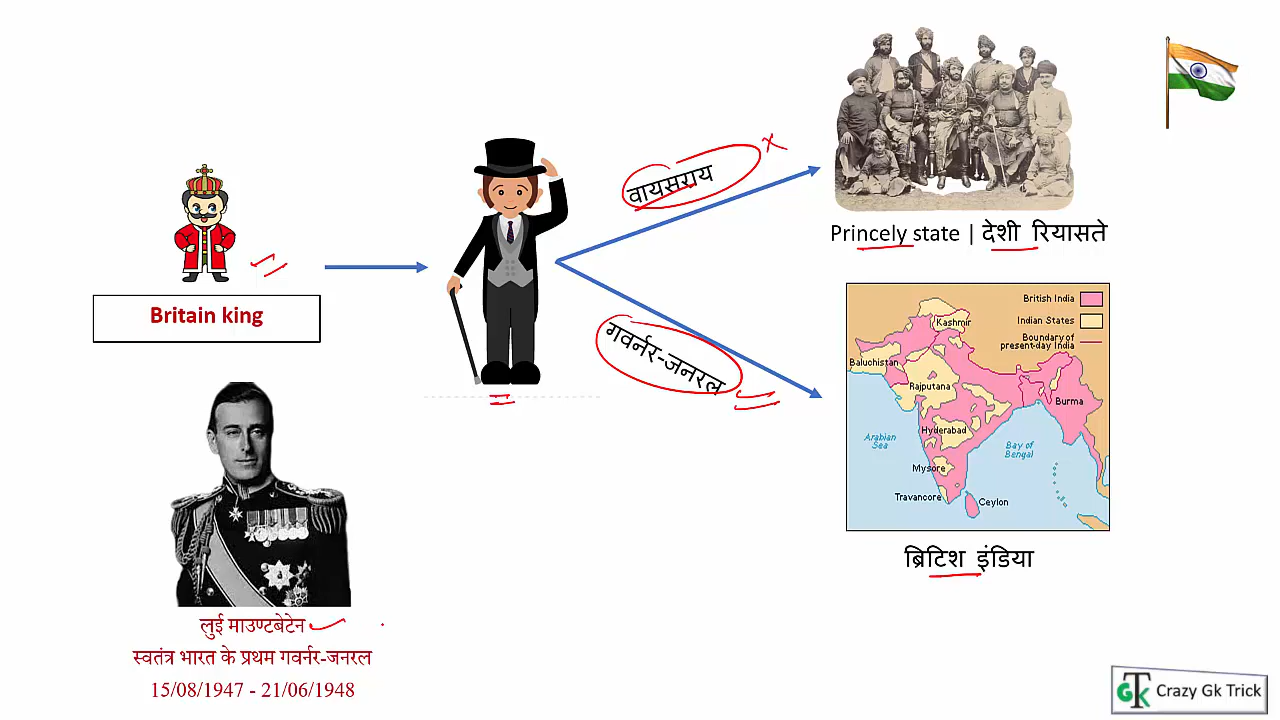 वायसराय
Princely state | देशी रियासते
Britain king
गवर्नर-जनरल
British India
Indian States
Boundary of
present-day India
Kashmir
Baluchistan
Rajputana
Burma
Hyderabad
Arabian
Sea
Bay of
Bengal
Mysore
Travancore
Ceylon
ब्रिटिश इंडिया
लुई माउण्टबेटेन
स्वतंत्र भारत के प्रथम गवर्नर-जनरल
15/08/1947 - 21/06/1948
GTK Crazy Gk Trick